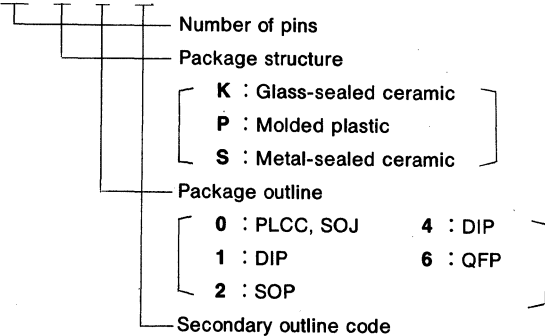 Number of pins
Package structure
K : Glass-sealed ceramic
P : Molded plastic
S : Metal-sealed ceramic
Package outline
0 : PLCC, SOJ 4 : DIP
1 : DIP 6 : QFP
2 : SOP
Secondary outline code